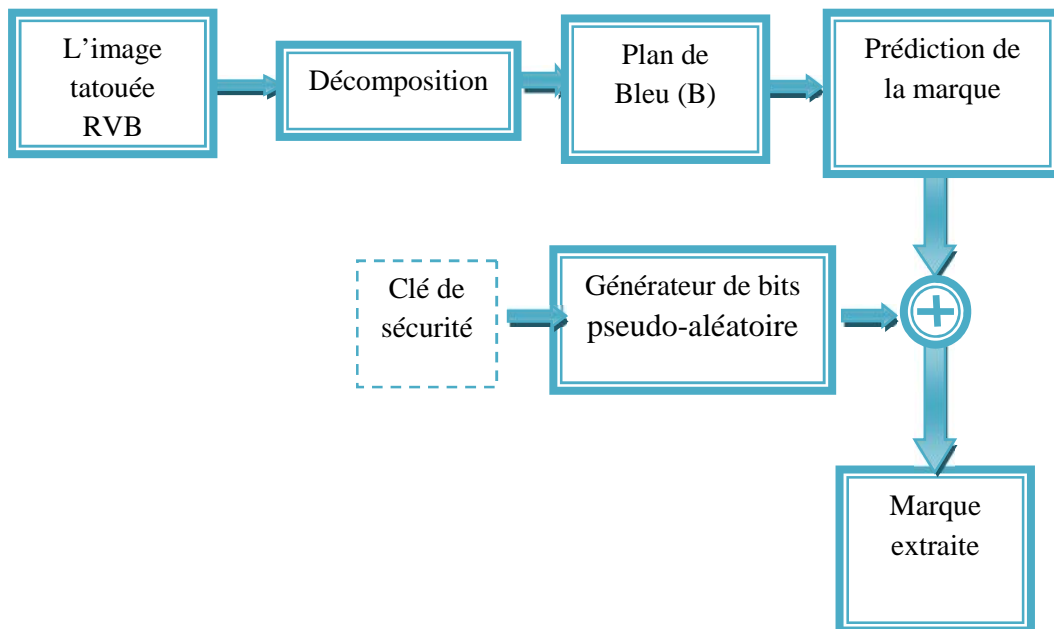 L’image
tatouée
RVB
Décomposition
Plan de
Bleu (B)
Prédiction de
la marque
Clé de
sécurité
Générateur de bits
pseudo-aléatoire
Marque
extraite